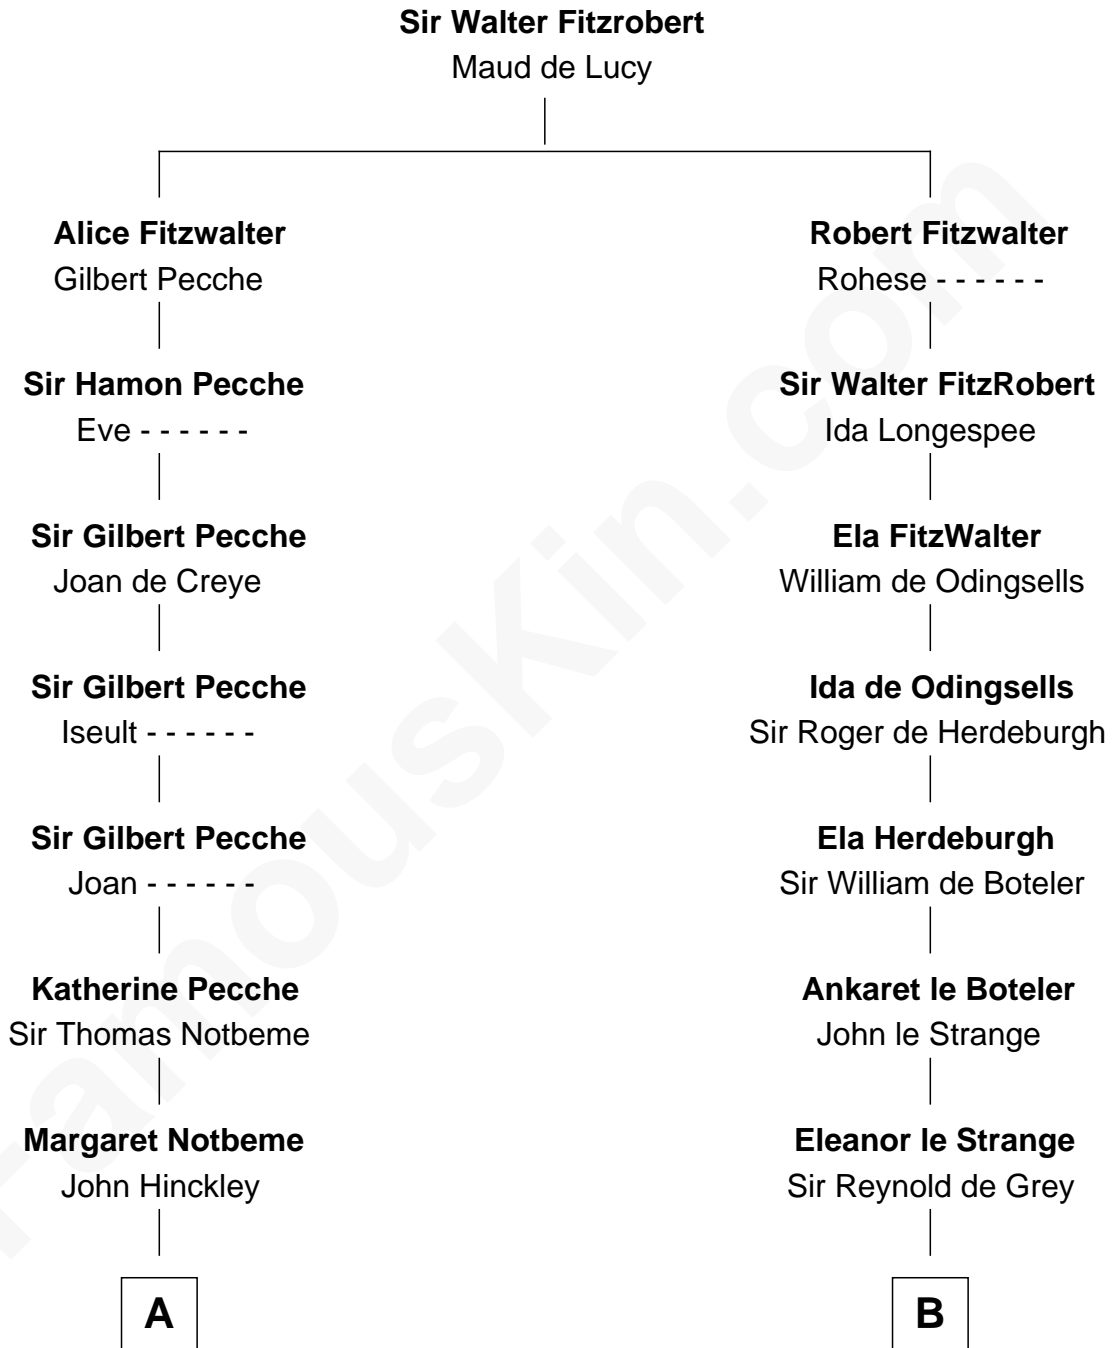 Sir Walter Fitzrobert
Maud de Lucy
Alice Fitzwalter
Gilbert Pecche
Sir Hamon Pecche
Eve - - - - - -
Sir Gilbert Pecche
Joan de Creye
Sir Gilbert Pecche
Iseult - - - - - -
Sir Gilbert Pecche
Joan - - - - - -
Katherine Pecche
Sir Thomas Notbeme
Margaret Notbeme
John Hinckley
A
Robert Fitzwalter
Rohese - - - - - -
Sir Walter FitzRobert
Ida Longespee
Ela FitzWalter
William de Odingsells
Ida de Odingsells
Sir Roger de Herdeburgh
Ela Herdeburgh
Sir William de Boteler
Ankaret le Boteler
John le Strange
Eleanor le Strange
Sir Reynold de Grey
B
FamousKin.com